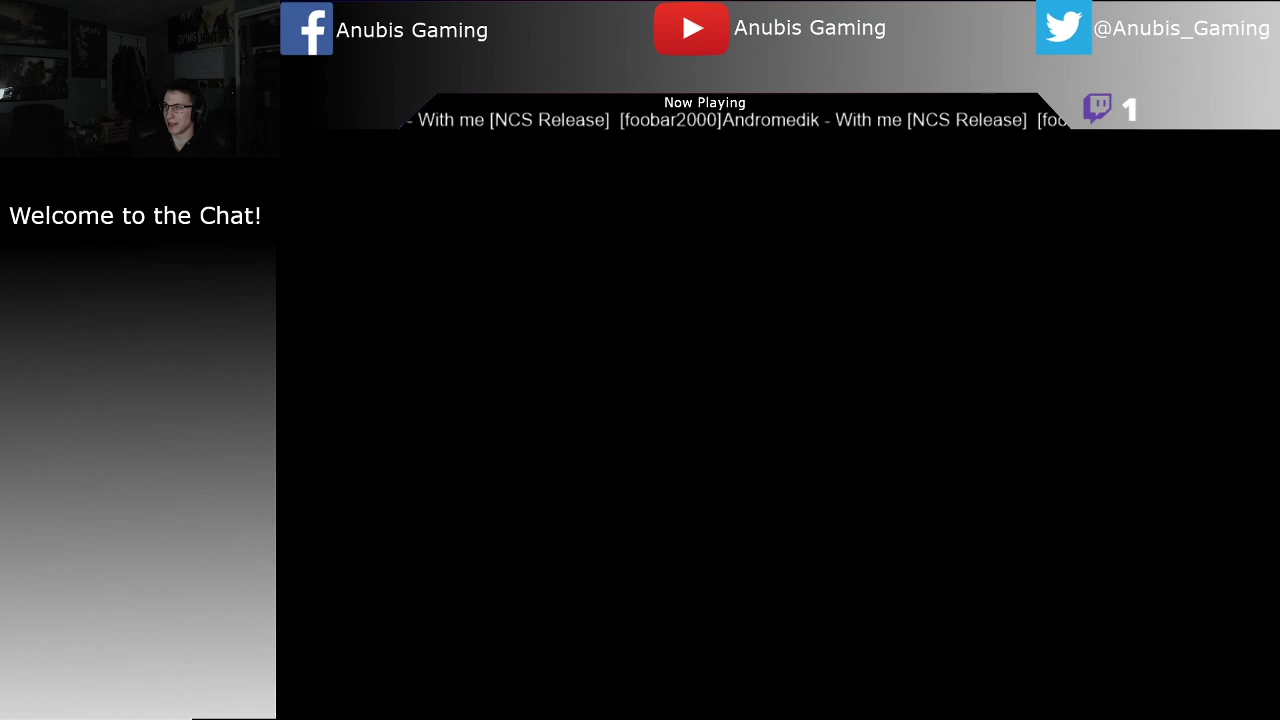 Anubis Gaming
Anubis Gaming
@Anubis_Gaming
Now Playing
- With me [NCS Release] [foobar2000]Andromedik - With me [NCS Release] [foo
1
Welcome to the Chat!